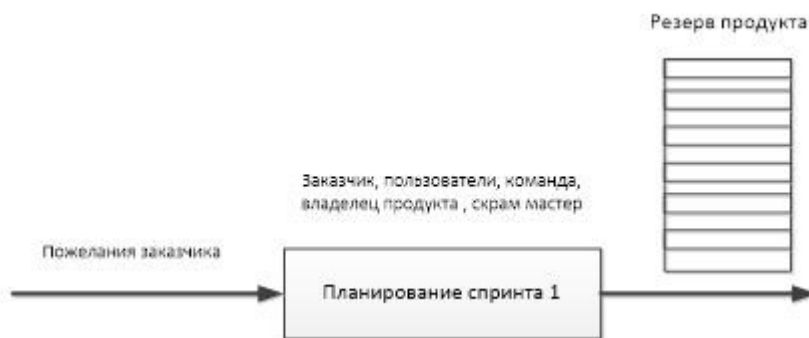 Резерв продукта
Заказчик, пользователи, команда,
владелец продукта , скрам мастер
Пожелания заказчика
Планирование спринта 1